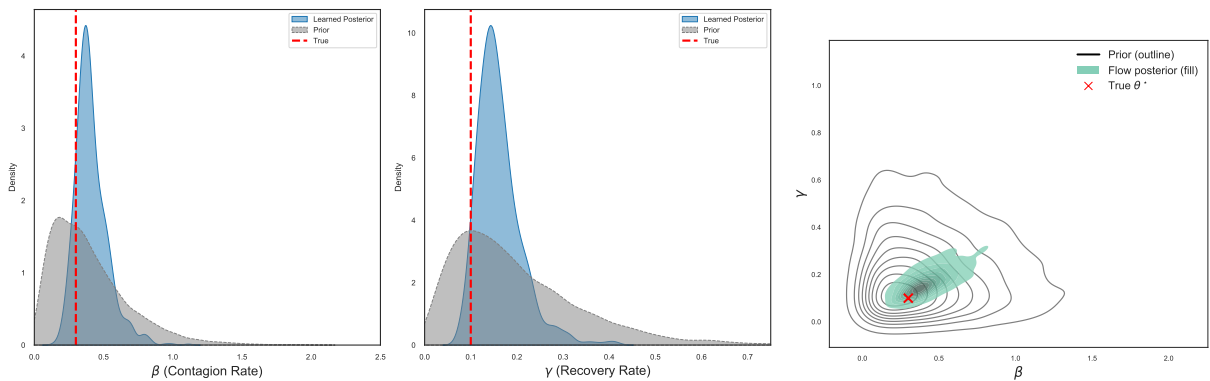 Learned Posterior
Prior
True
Density
4
3
2
1
0
0.0 0.5 1.0 1.5 2.0 2.5
β (Contagion Rate)
Learned Posterior
Prior
True
Density
10
8
6
4
2
0
0.0 0.1 0.2 0.3 0.4 0.5 0.6 0.7
γ (Recovery Rate)
Prior (outline)
Flow posterior (fill)
True θ*
γ
1.0
0.8
0.6
0.4
0.2
0.0
0.0 0.5 1.0 1.5 2.0
β